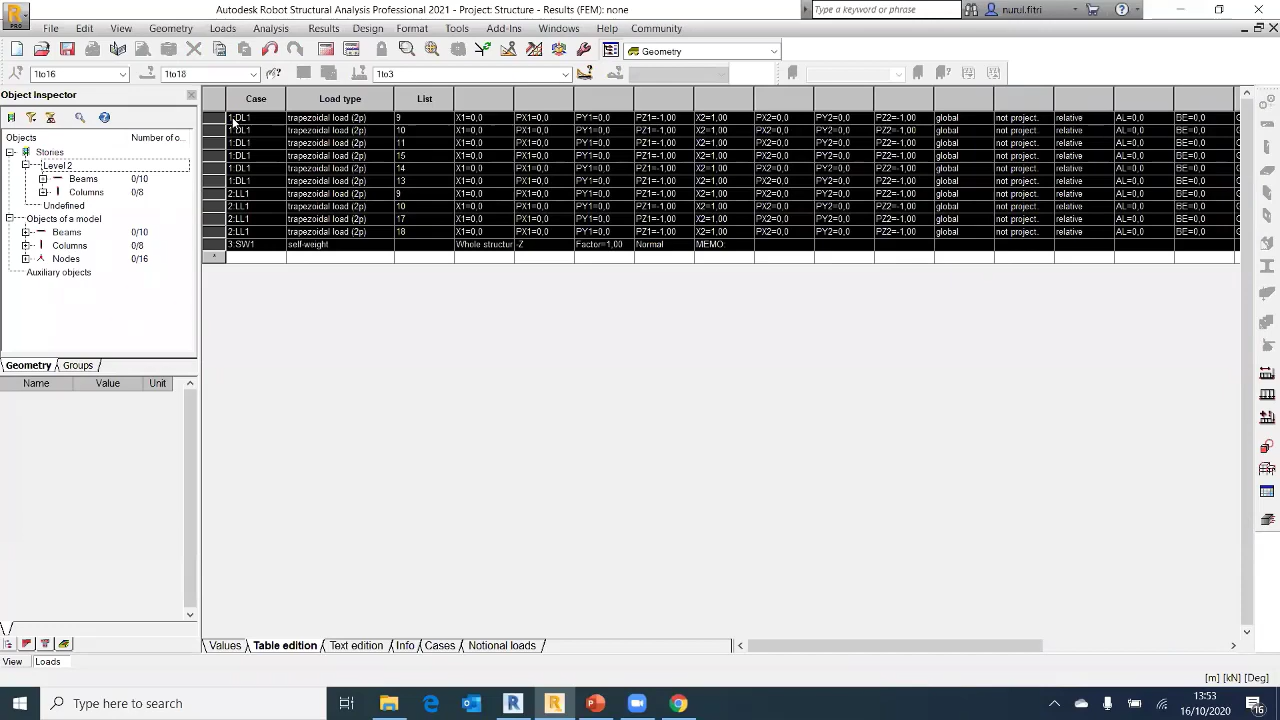 Autodesk Robot Structural Analysis Professional 2021 - Project: Structure - Results (FEM): none
Type a keyword or phrase
nurul.fitri
PRO
File Edit View Geometry Loads Analysis Results Design Format Tools Add-Ins Windows Help Community
Geometry
1to16
1to18
1to3
Object Inspector
Objects Number of o...
Stories
Level 2
Beams 0/10
Columns 0/8
Undefined
Objects of a model
Beams 0/10
Columns 0/8
Nodes 0/16
Auxiliary objects
Geometry Groups
Name Value Unit
Case Load type List
1:DL1 trapezoidal load (2p) 9 X1=0,0 PX1=0,0 PY1=0,0 PZ1=-1,00 X2=1,00 PX2=0,0 PY2=0,0 PZ2=-1,00 global not project. relative AL=0,0 BE=0,0
1:DL1 trapezoidal load (2p) 10 X1=0,0 PX1=0,0 PY1=0,0 PZ1=-1,00 X2=1,00 PX2=0,0 PY2=0,0 PZ2=-1,00 global not project. relative AL=0,0 BE=0,0
1:DL1 trapezoidal load (2p) 11 X1=0,0 PX1=0,0 PY1=0,0 PZ1=-1,00 X2=1,00 PX2=0,0 PY2=0,0 PZ2=-1,00 global not project. relative AL=0,0 BE=0,0
1:DL1 trapezoidal load (2p) 15 X1=0,0 PX1=0,0 PY1=0,0 PZ1=-1,00 X2=1,00 PX2=0,0 PY2=0,0 PZ2=-1,00 global not project. relative AL=0,0 BE=0,0
1:DL1 trapezoidal load (2p) 14 X1=0,0 PX1=0,0 PY1=0,0 PZ1=-1,00 X2=1,00 PX2=0,0 PY2=0,0 PZ2=-1,00 global not project. relative AL=0,0 BE=0,0
1:DL1 trapezoidal load (2p) 13 X1=0,0 PX1=0,0 PY1=0,0 PZ1=-1,00 X2=1,00 PX2=0,0 PY2=0,0 PZ2=-1,00 global not project. relative AL=0,0 BE=0,0
2:LL1 trapezoidal load (2p) 9 X1=0,0 PX1=0,0 PY1=0,0 PZ1=-1,00 X2=1,00 PX2=0,0 PY2=0,0 PZ2=-1,00 global not project. relative AL=0,0 BE=0,0
2:LL1 trapezoidal load (2p) 10 X1=0,0 PX1=0,0 PY1=0,0 PZ1=-1,00 X2=1,00 PX2=0,0 PY2=0,0 PZ2=-1,00 global not project. relative AL=0,0 BE=0,0
2:LL1 trapezoidal load (2p) 17 X1=0,0 PX1=0,0 PY1=0,0 PZ1=-1,00 X2=1,00 PX2=0,0 PY2=0,0 PZ2=-1,00 global not project. relative AL=0,0 BE=0,0
2:LL1 trapezoidal load (2p) 18 X1=0,0 PX1=0,0 PY1=0,0 PZ1=-1,00 X2=1,00 PX2=0,0 PY2=0,0 PZ2=-1,00 global not project. relative AL=0,0 BE=0,0
3:SW1 self-weight Whole structur -Z Factor=1,00 Normal MEMO:
*
Values Table edition Text edition Info Cases Notional loads
View Loads
[m] [kN] [Deg]
Type here to search
13:53
16/10/2020
16